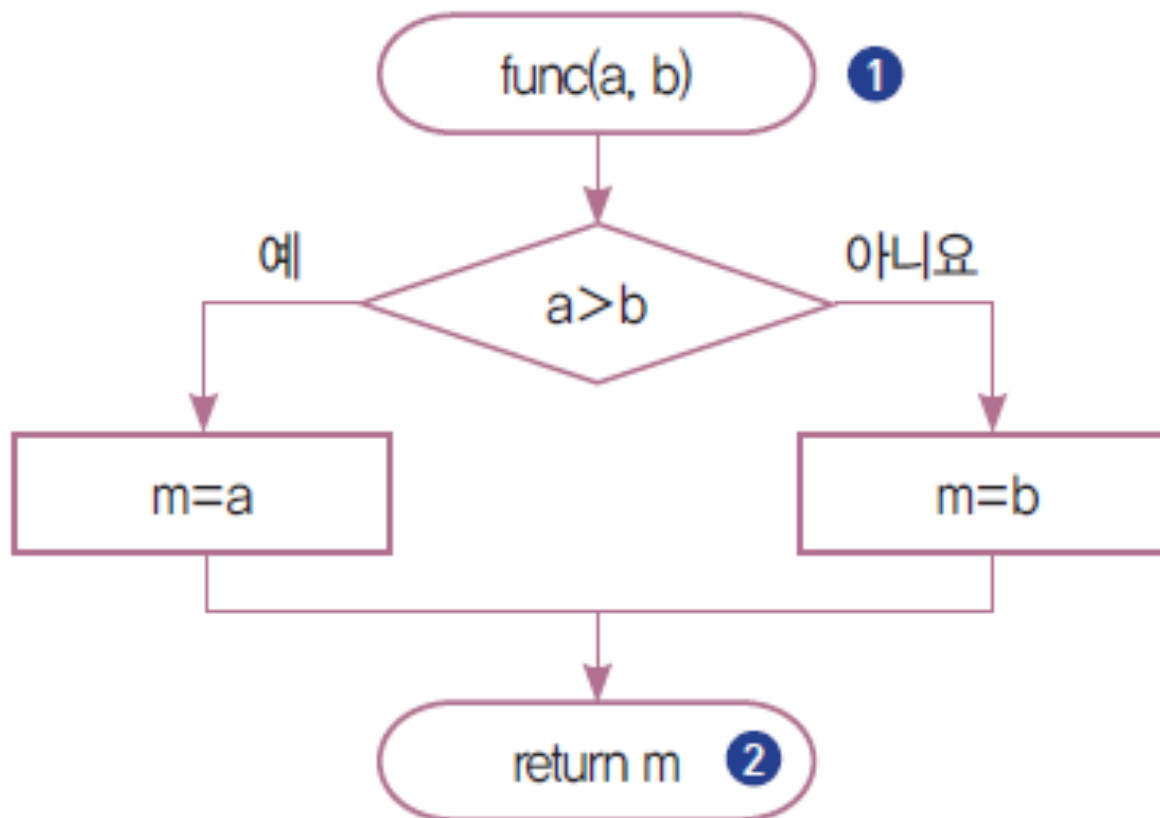 func(a, b) 1
예
아니요
a>b
m=a
m=b
return m 2